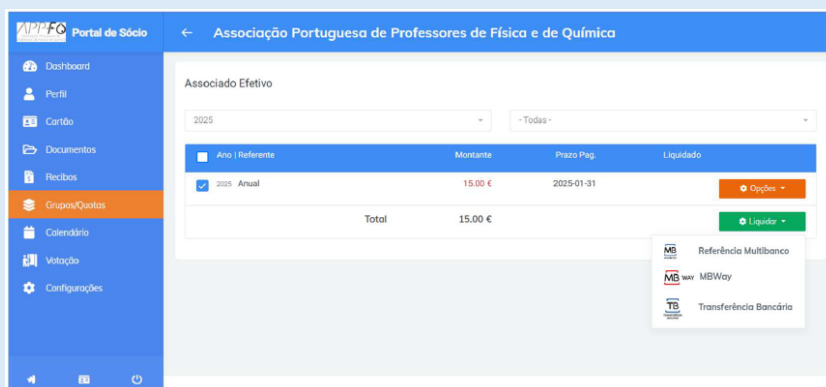 APPFQ Portal de Sócio
Associação Portuguesa de Professores de Física e de Química
Dashboard
Perfil
Cartão
Documentos
Recibos
Grupos/Quotas
Calendário
Votação
Configurações
Associado Efetivo
2025
- Todas -
Ano | Referente Montante Prazo Pag. Liquidado
2025 Anual 15.00 € 2025-01-31 Opções
Total 15.00 € Liquidar
MB Referência Multibanco
MB WAY MBWay
TB Transferência Bancária